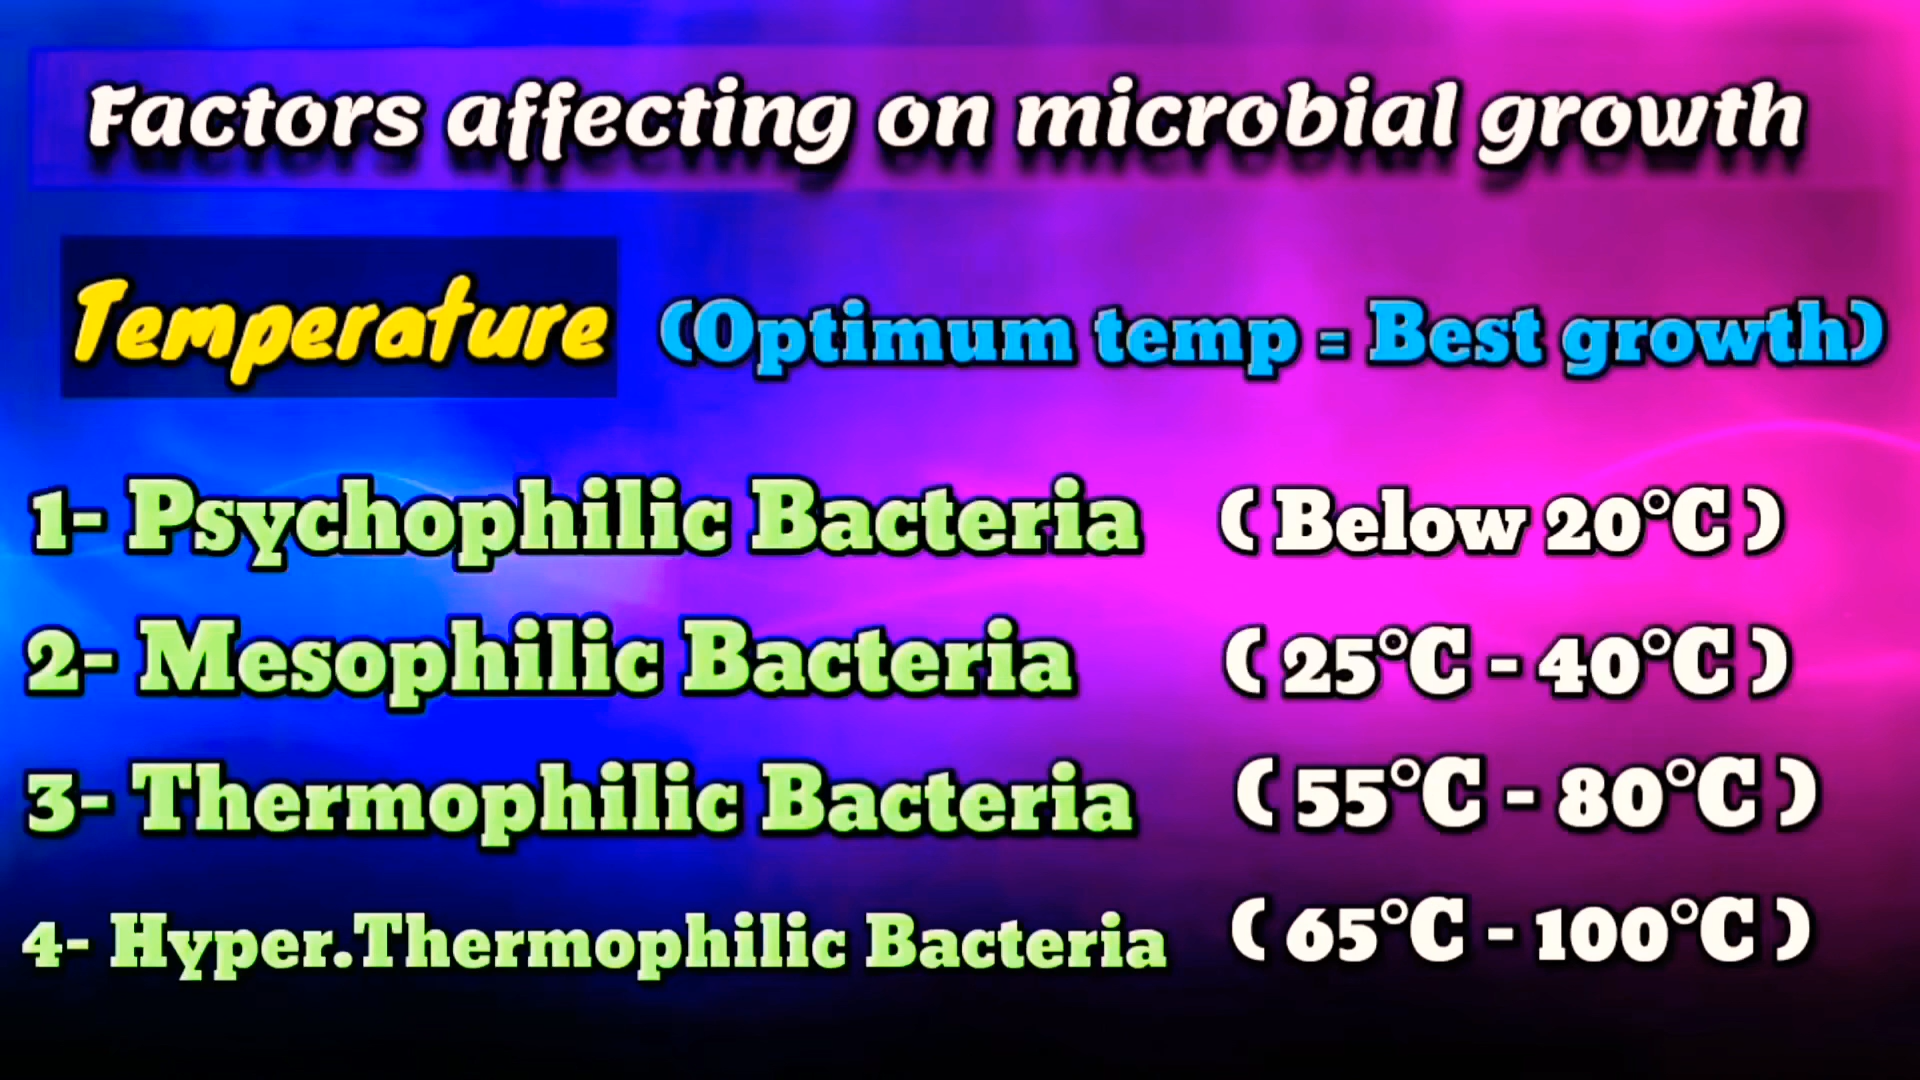 Factors affecting on microbial growth
Temperature (Optimum temp = Best growth)
1- Psychophilic Bacteria ( Below 20°C )
2- Mesophilic Bacteria ( 25°C - 40°C )
3- Thermophilic Bacteria ( 55°C - 80°C )
4- Hyper.Thermophilic Bacteria ( 65°C - 100°C )